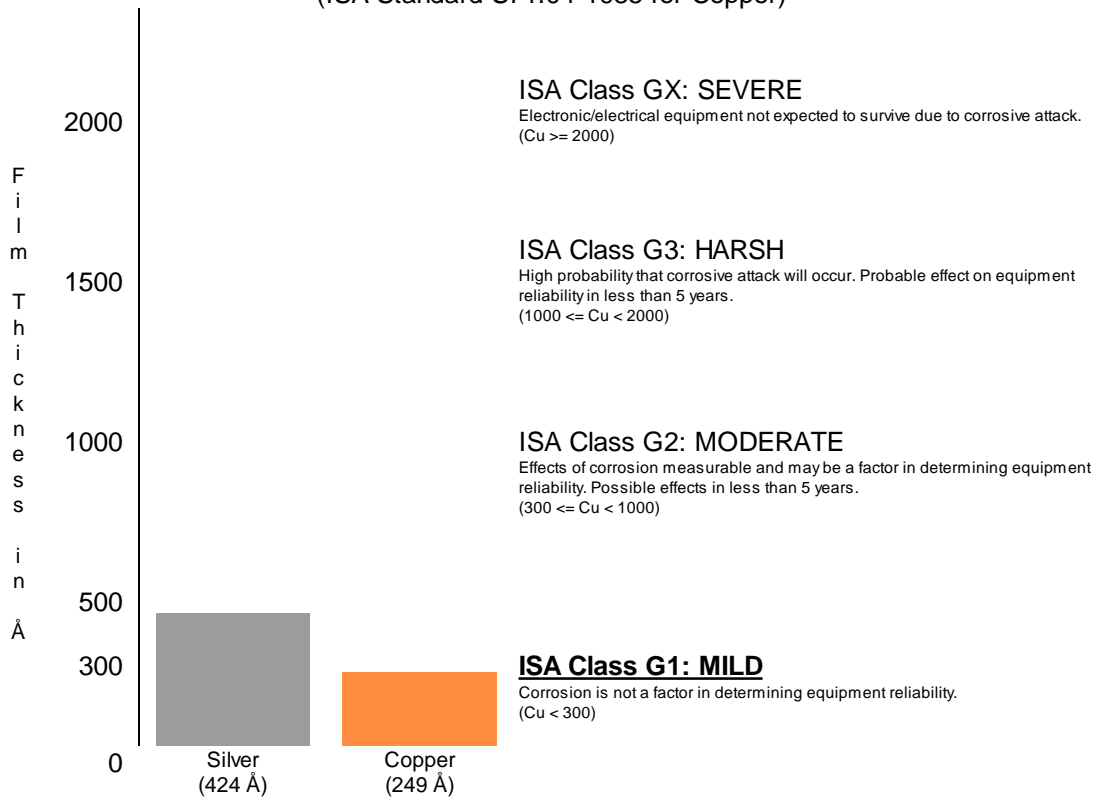 (ISA Standard for Copper)
Film Thickness in Å
2000
1500
1000
500
300
0
ISA Class GX: SEVERE
Electronic/electrical equipment not expected to survive due to corrosive attack.
(Cu >= 2000)
ISA Class G3: HARSH
High probability that corrosive attack will occur. Probable effect on equipment
reliability in less than 5 years.
(1000 <= Cu < 2000)
ISA Class G2: MODERATE
Effects of corrosion measurable and may be a factor in determining equipment
reliability. Possible effects in less than 5 years.
(300 <= Cu < 1000)
ISA Class G1: MILD
Corrosion is not a factor in determining equipment reliability.
(Cu < 300)
Silver
(424 Å)
Copper
(249 Å)